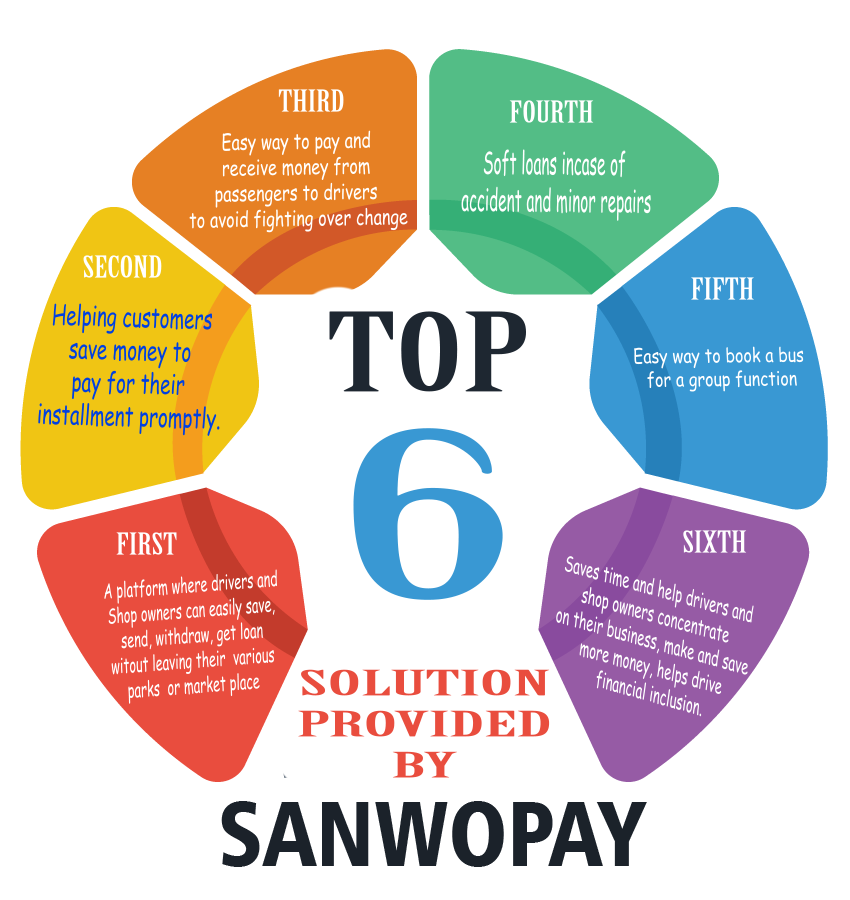 THIRD
Easy way to pay and
receive money from
passengers to drivers
to avoid fighting over change
FOURTH
Soft loans incase of
accident and minor repairs
SECOND
Helping customers
save money to
pay for their
installment promptly.
FIFTH
Easy way to book a bus
for a group function
TOP
6
FIRST
A platform where drivers and
Shop owners can easily save,
send, withdraw, get loan
witout leaving their various
parks or market place
SIXTH
Saves time and help drivers and
shop owners concentrate
on their business, make and save
more money, helps drive
financial inclusion.
SOLUTION
PROVIDED
BY
SANWOPAY